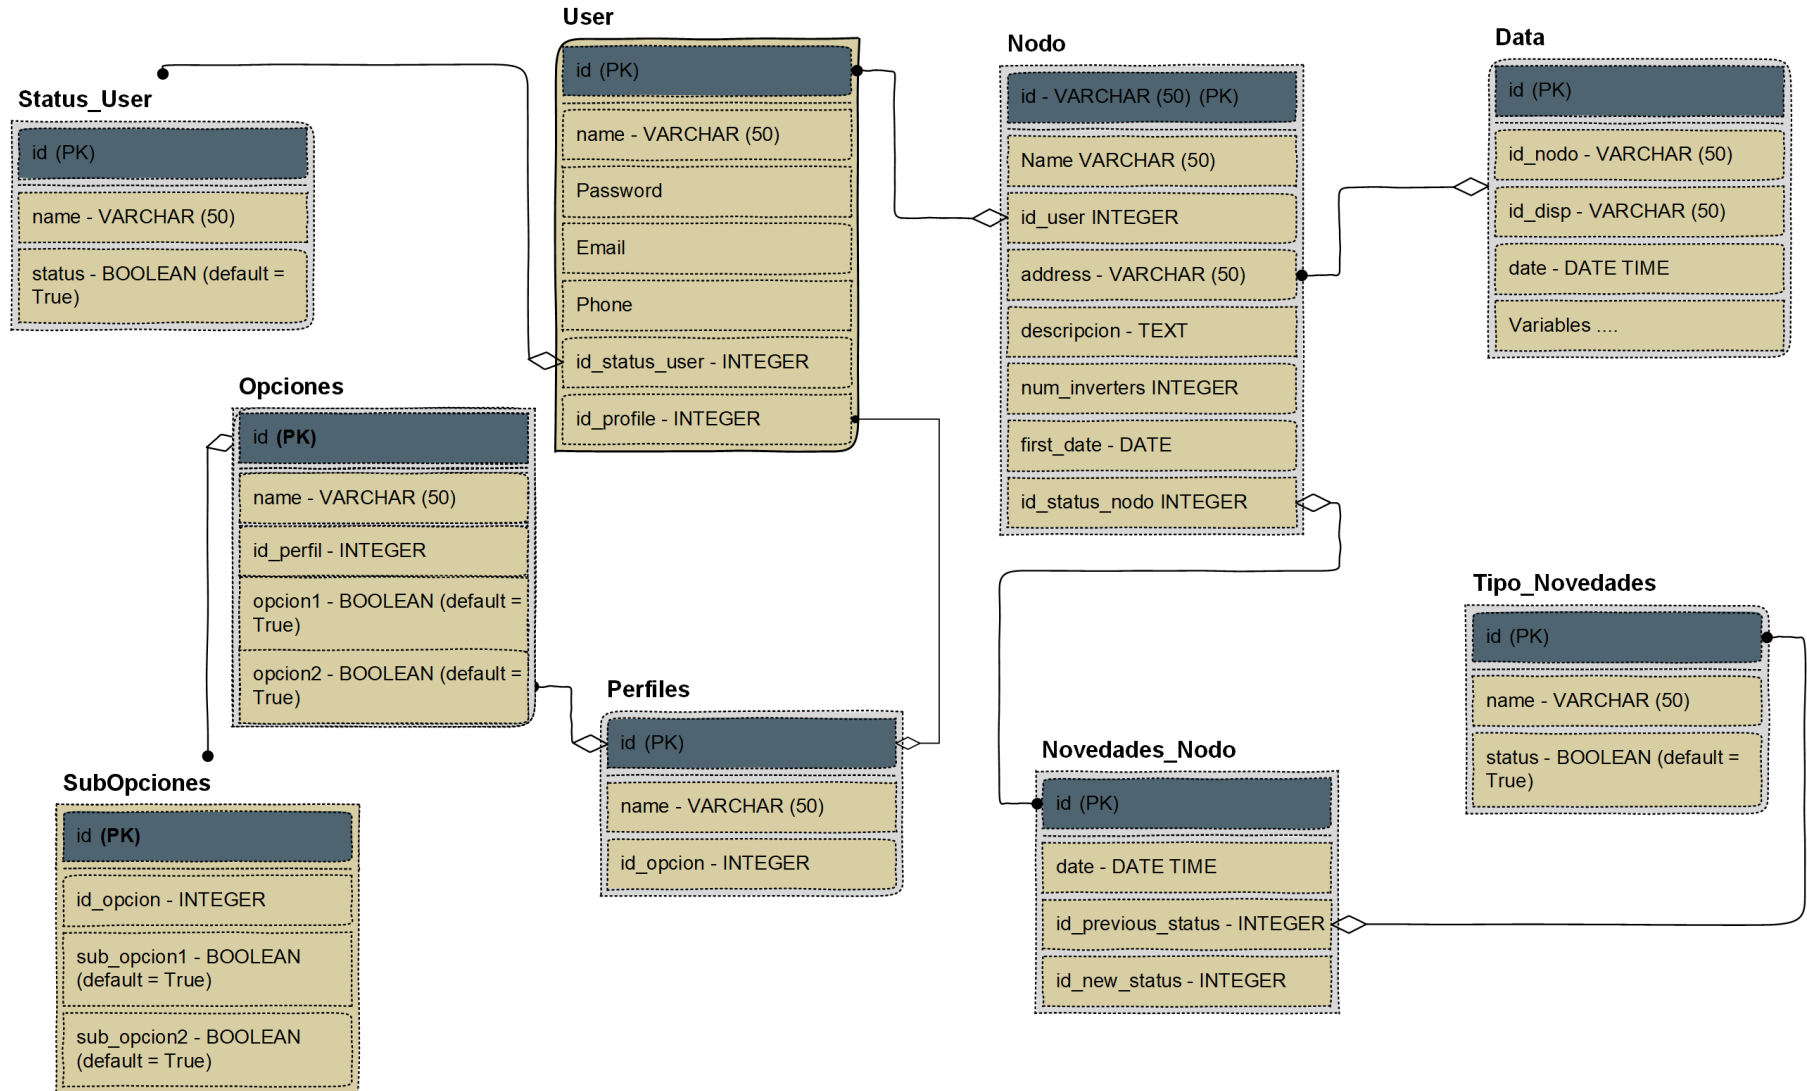 User
id (PK)
name - VARCHAR (50)
Password
Email
Phone
id_status_user - INTEGER
id_profile - INTEGER
Nodo
id - VARCHAR (50) (PK)
Name VARCHAR (50)
id_user INTEGER
address - VARCHAR (50)
descripcion - TEXT
num_inverters INTEGER
first_date - DATE
id_status_nodo INTEGER
Data
id (PK)
id_nodo - VARCHAR (50)
id_disp - VARCHAR (50)
date - DATE TIME
Variables ....
Status_User
id (PK)
name - VARCHAR (50)
status - BOOLEAN (default =
True)
Opciones
id (PK)
name - VARCHAR (50)
id_perfil - INTEGER
opcion1 - BOOLEAN (default =
True)
opcion2 - BOOLEAN (default =
True)
Perfiles
id (PK)
name - VARCHAR (50)
id_opcion - INTEGER
Tipo_Novedades
id (PK)
name - VARCHAR (50)
status - BOOLEAN (default =
True)
Novedades_Nodo
id (PK)
date - DATE TIME
id_previous_status - INTEGER
id_new_status - INTEGER
SubOpciones
id (PK)
id_opcion - INTEGER
sub_opcion1 - BOOLEAN
(default = True)
sub_opcion2 - BOOLEAN
(default = True)